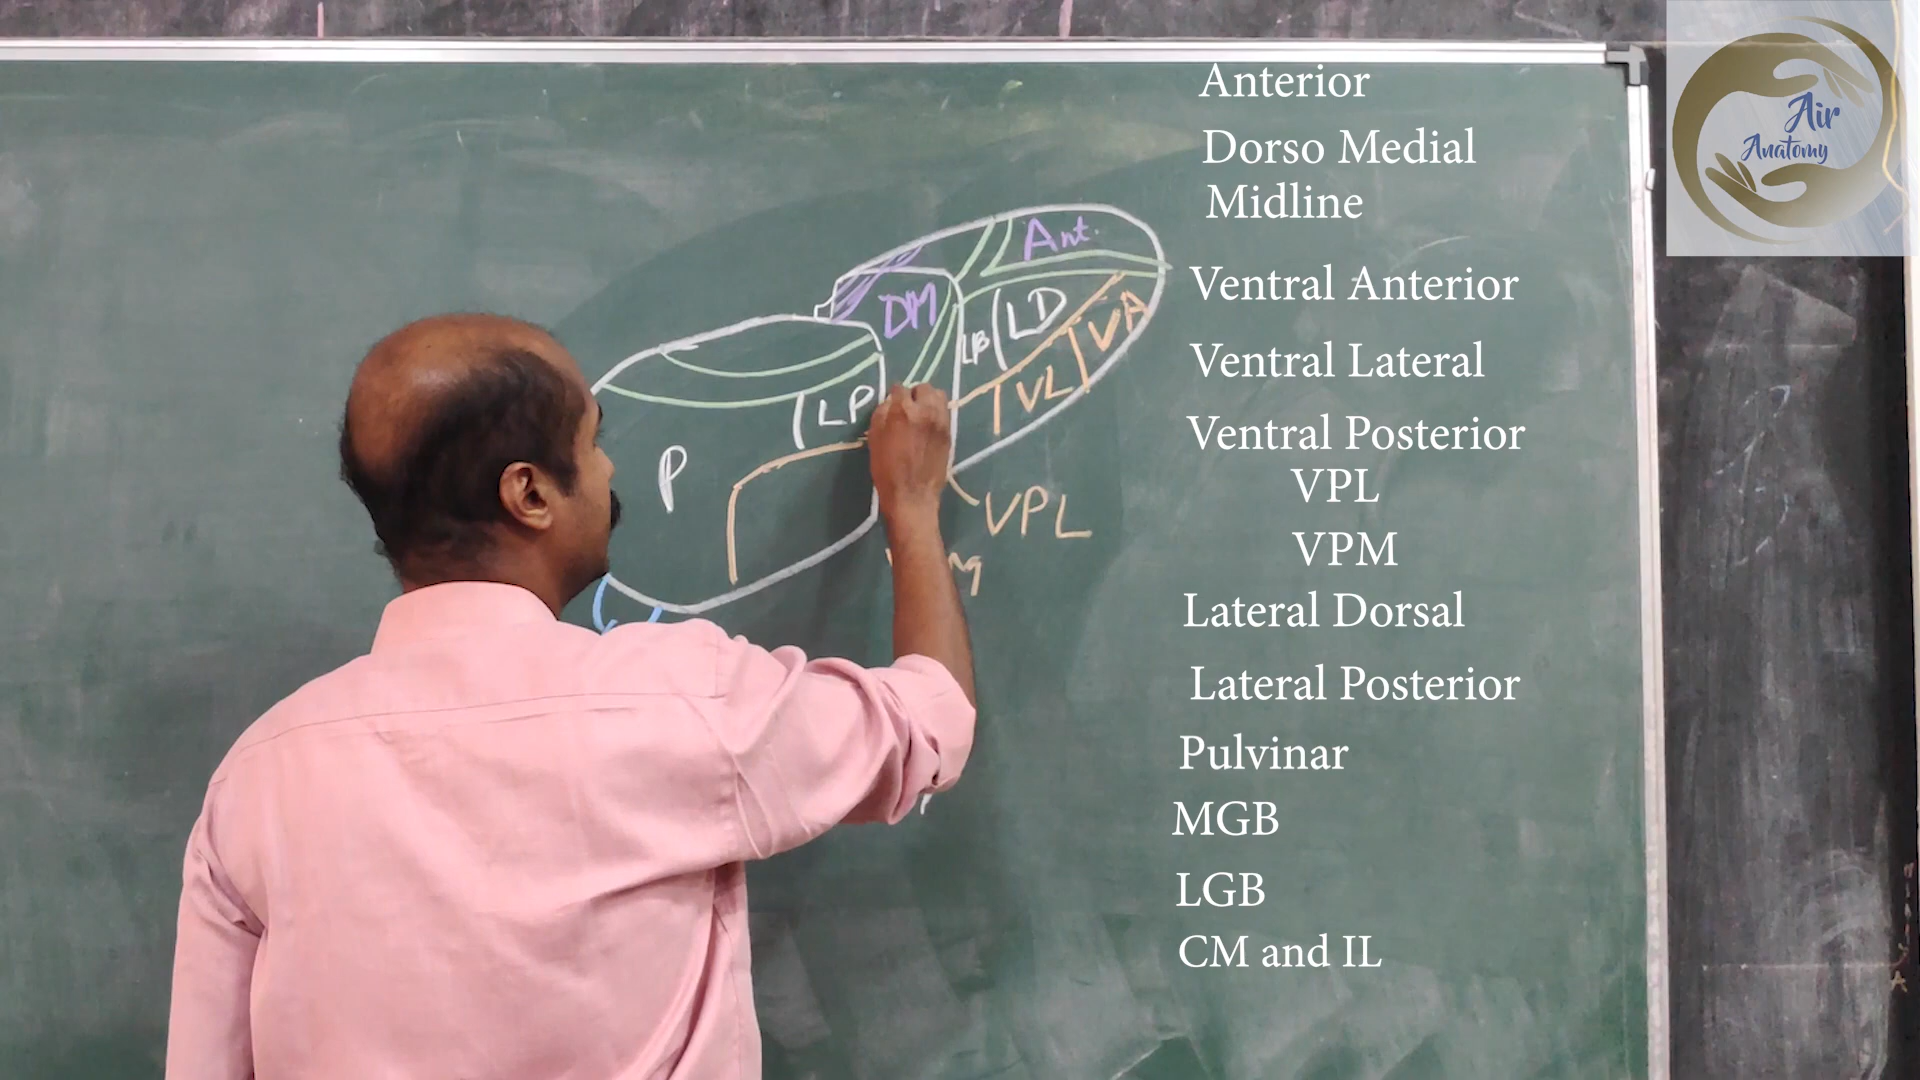 Anterior
Dorso Medial
Midline
Ventral Anterior
Ventral Lateral
Ventral Posterior
VPL
VPM
Lateral Dorsal
Lateral Posterior
Pulvinar
MGB
LGB
CM and IL
Air
Anatomy
Ant.
DM
LD
VA
VL
LP
P
VPL